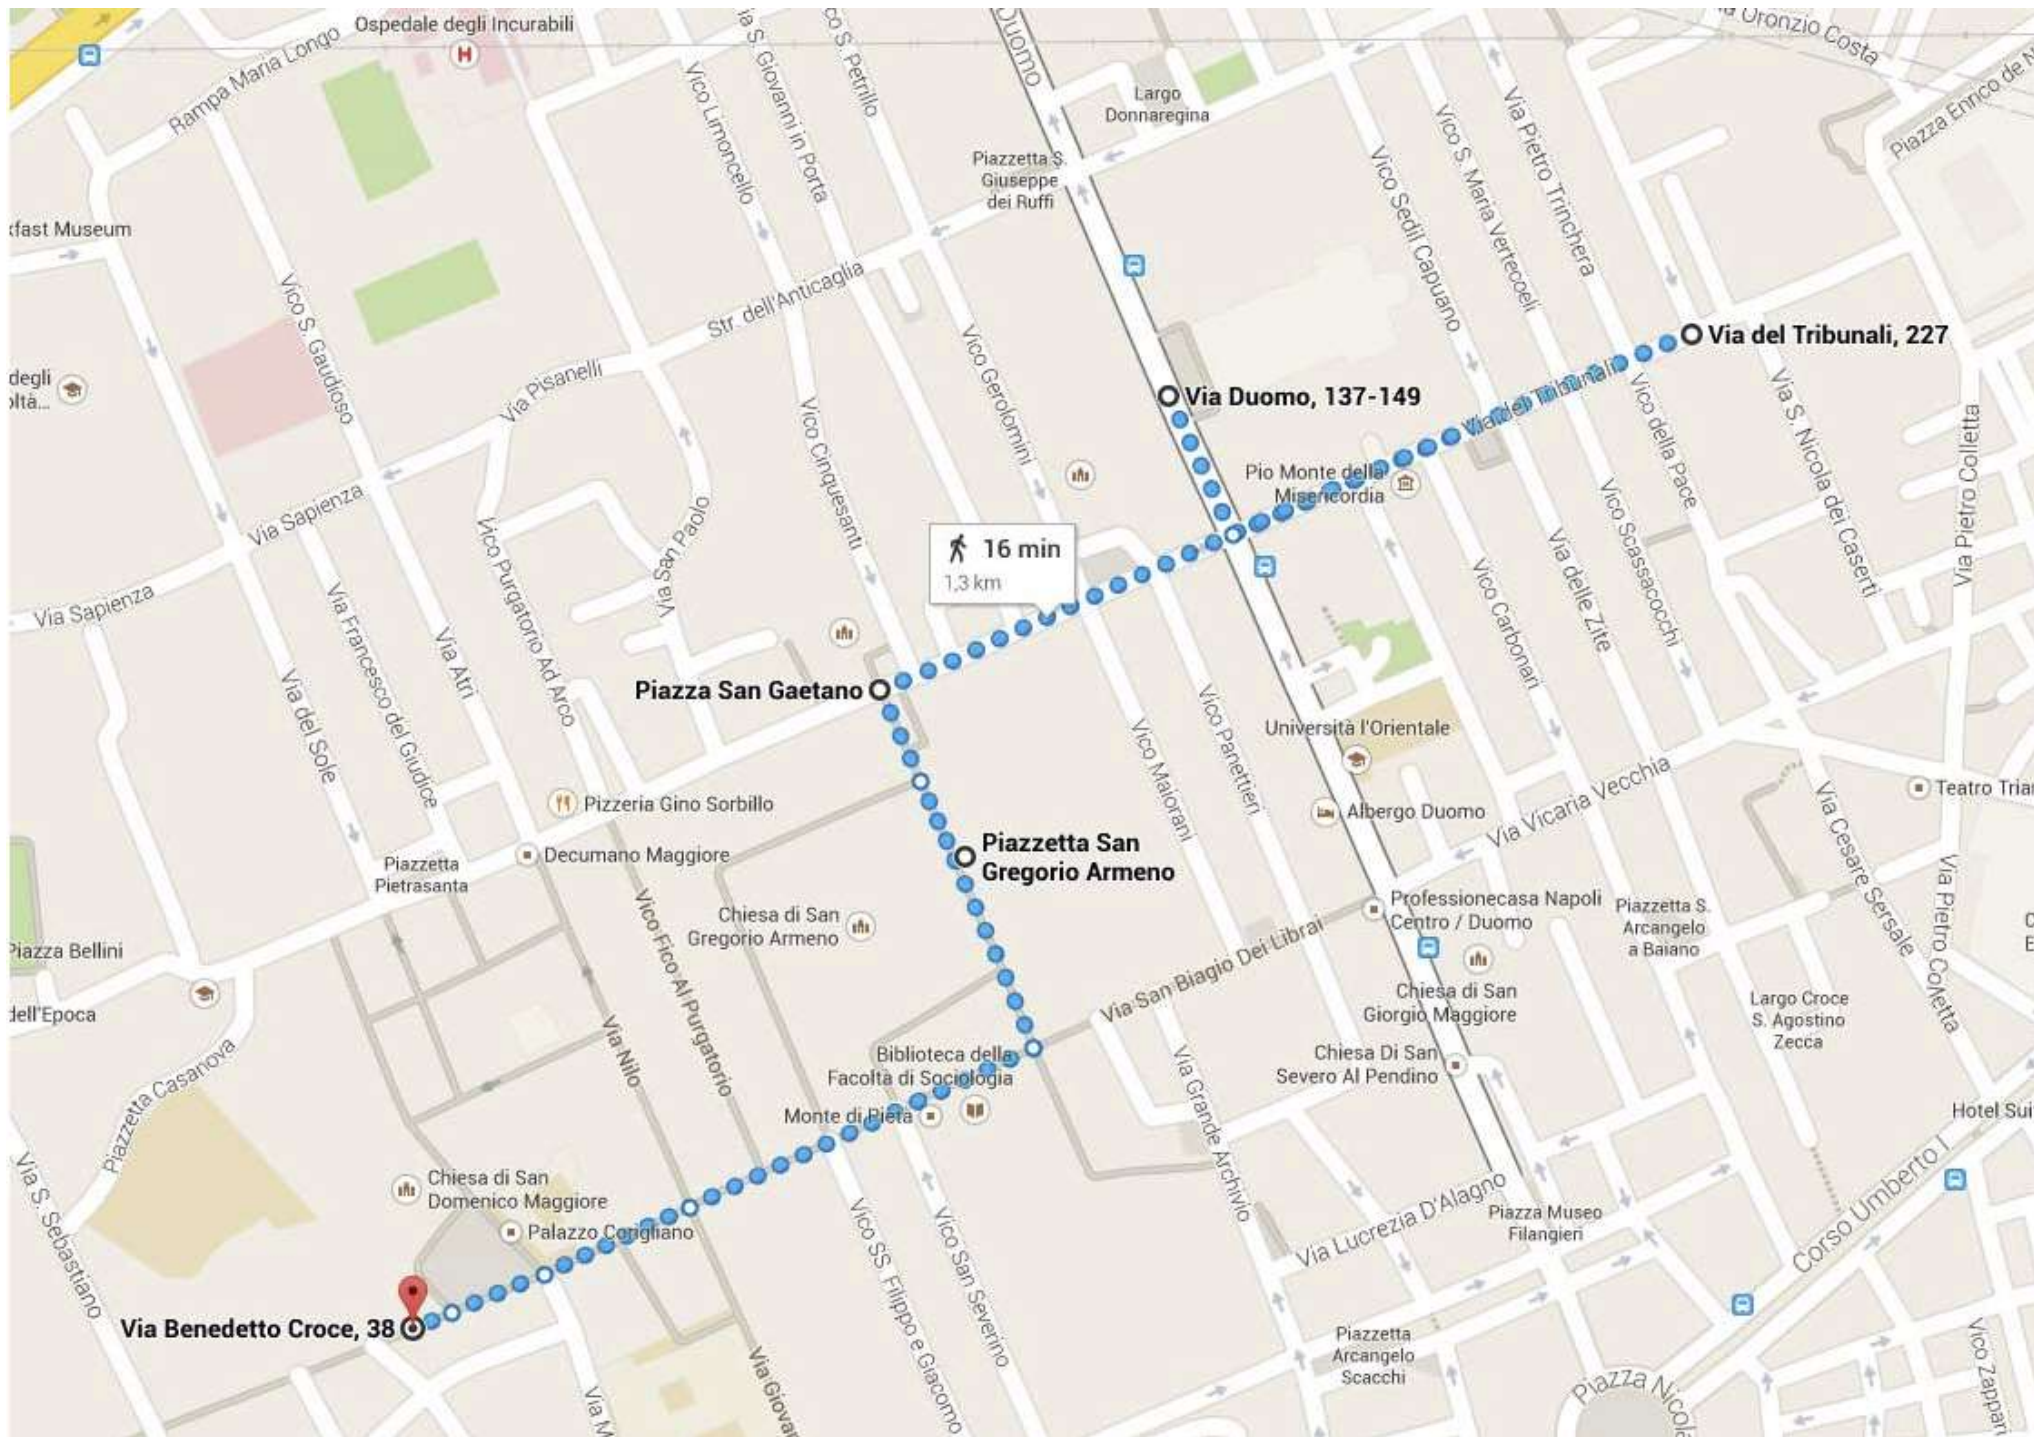 Ospedale degli Incurabili
H
Rampa Maria Longo
Duomo
Largo
Donnaregina
Piazzetta S.
Giuseppe
dei Ruffi
Vico Limoncello
S. Giovanni in Porta
S. Petrillo
Via Pietro Trinchera
Vico S. Maria Vertecoeli
Vico Sedil Capuano
Oronzio Costa
kfast Museum
degli
Vico S. Gaudioso
Str. dell'Anticaglia
Via Pisanelli
Vico Gerolomini
Vico Cinquesanti
Via del Tribunali, 227
Via Duomo, 137-149
Via dei Tribunali
Vico della Pace
Via S. Nicola dei Caserti
Via Pietro Colletta
Pio Monte della
Misericordia
Via Sapienza
Via Sapienza
Vico Purgatorio Ad Arco
Via San Paolo
16 min
1,3 km
Vico Scassacocchi
Via delle Zite
Vico Carbonari
Via Francesco del Giudice
Via Atri
Via del Sole
Piazza San Gaetano
Vico Maiorani
Vico Panettieri
Università l'Orientale
Pizzeria Gino Sorbillo
Albergo Duomo
Via Vicaria Vecchia
Via Cesare Sersale
Teatro Tria
Piazzetta San
Gregorio Armeno
Decumano Maggiore
Piazzetta
Pietrasanta
Chiesa di San
Gregorio Armeno
Vico Fico Al Purgatorio
Professionecasa Napoli
Centro / Duomo
Piazzetta S.
Arcangelo
a Baiano
Via Pietro Colletta
Piazza Bellini
Via San Biagio Dei Librai
Chiesa di San
Giorgio Maggiore
Largo Croce
S. Agostino
Zecca
dell'Epoca
Piazzetta Casanova
Via Nilo
Biblioteca della
Facoltà di Sociologia
Monte di Pietà
Chiesa Di San
Severo Al Pendino
Via Grande Archivio
Hotel Sui
Via S. Sebastiano
Chiesa di San
Domenico Maggiore
Palazzo Corigliano
Via Lucrezia D'Alagno
Piazza Museo
Filangieri
Corso Umberto I
Vico SS. Filippo e Giacomo
Vico San Severino
Via Benedetto Croce, 38
Piazzetta
Arcangelo
Scacchi
Vico Zappari